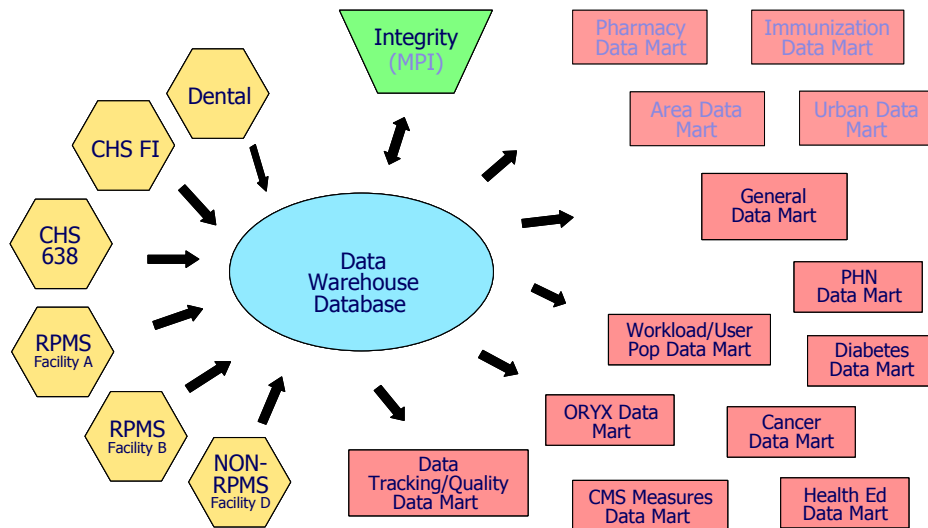 Integrity
(MPI)
Pharmacy
Data Mart
Immunization
Data Mart
Dental
Area Data
Mart
Urban Data
Mart
CHS FI
General
Data Mart
CHS
638
Data
Warehouse
Database
PHN
Data Mart
RPMS
Facility A
Workload/User
Pop Data Mart
Diabetes
Data Mart
RPMS
Facility B
ORYX Data
Mart
Cancer
Data Mart
NON-
RPMS
Facility D
Data
Tracking/Quality
Data Mart
CMS Measures
Data Mart
Health Ed
Data Mart